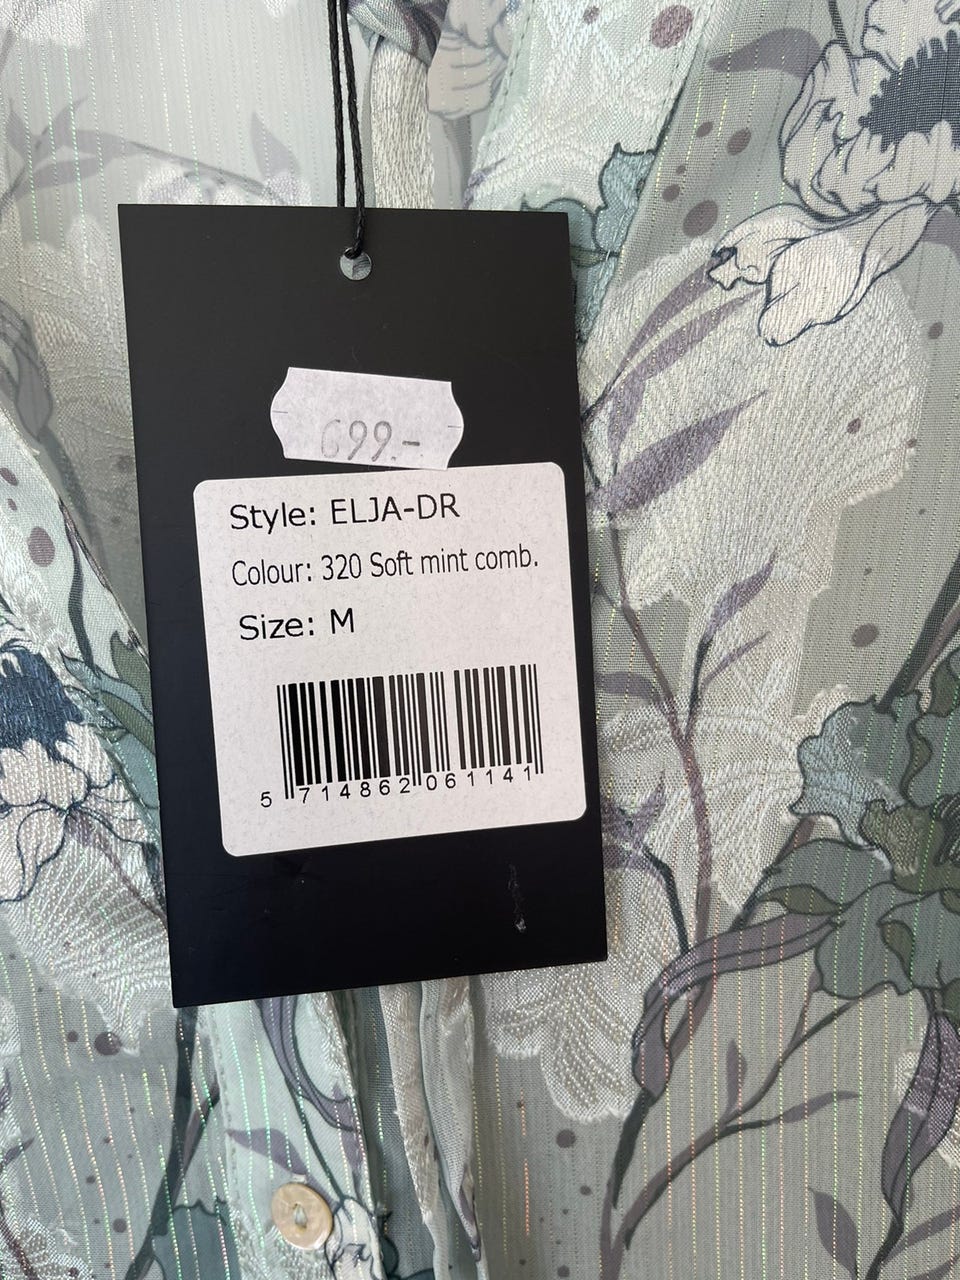 699.-
Style: ELJA-DR
Colour: 320 Soft mint comb.
Size: M
5 714862 061141